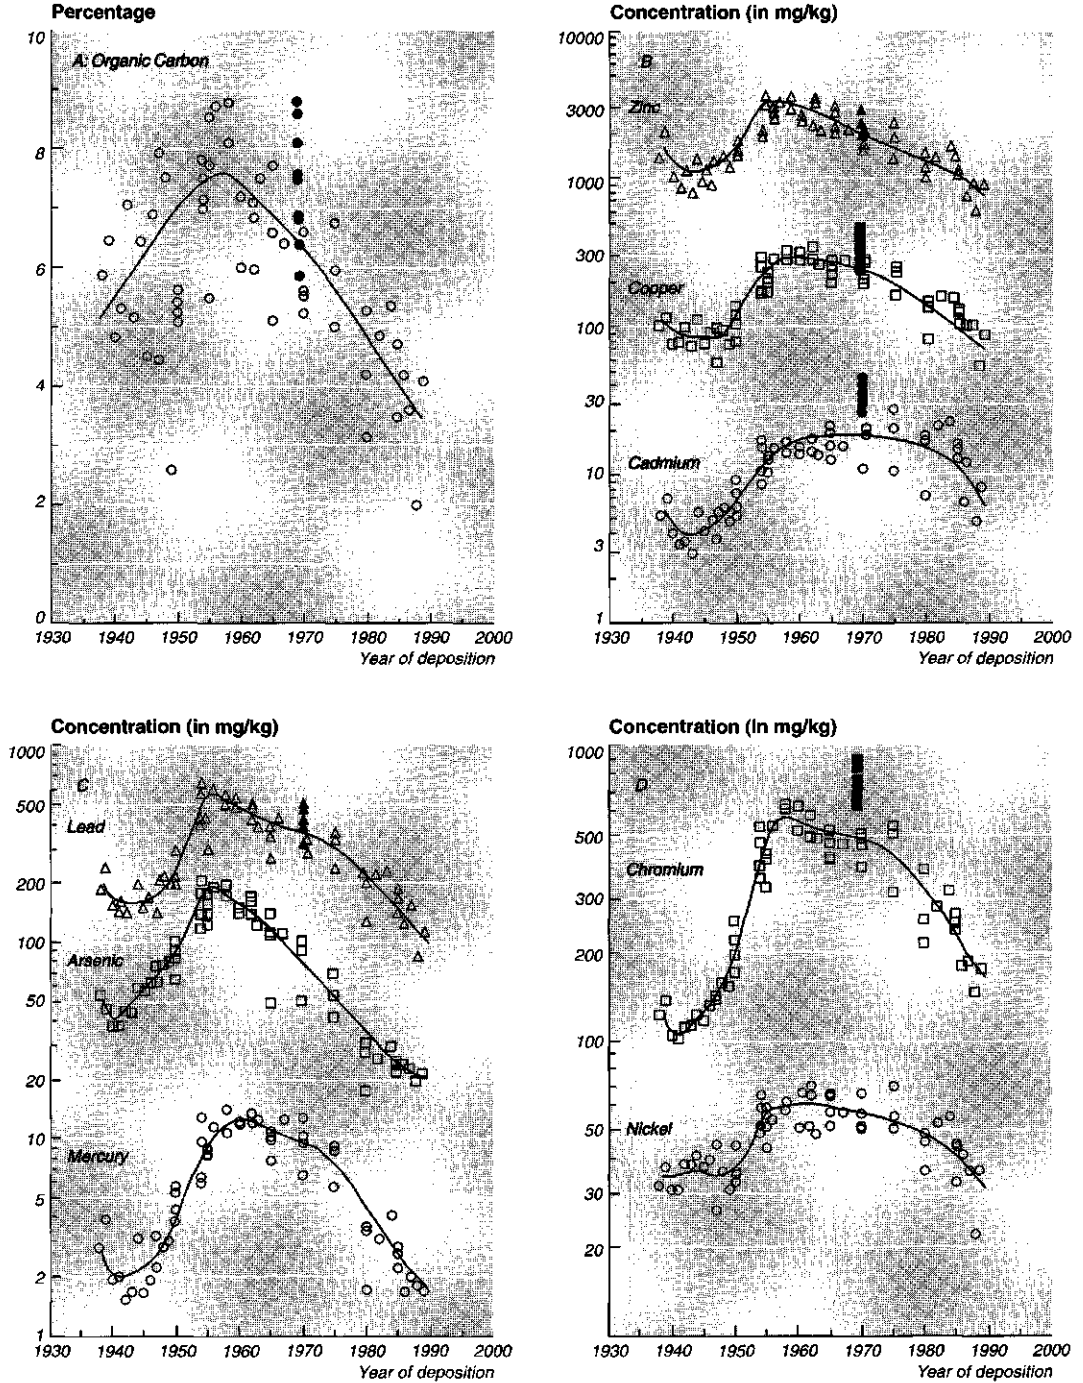 Percentage
10
A: Organic Carbon
8
6
4
2
0
1930 1940 1950 1960 1970 1980 1990 2000
Year of deposition
Concentration (in mg/kg)
10000
B
Zinc
3000
1000
300
Copper
100
30
Cadmium
10
3
1
1930 1940 1950 1960 1970 1980 1990 2000
Year of deposition
Concentration (in mg/kg)
1000
C
500
Lead
200
100
Arsenic
50
20
10
Mercury
5
2
1
1930 1940 1950 1960 1970 1980 1990 2000
Year of deposition
Concentration (in mg/kg)
1000
D
500
Chromium
300
200
100
50
Nickel
30
20
1930 1940 1950 1960 1970 1980 1990 2000
Year of deposition